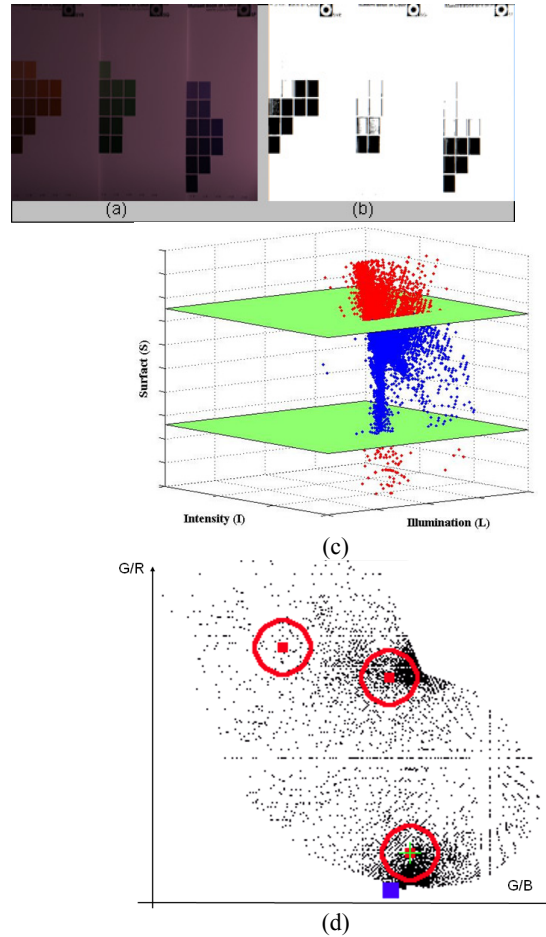 (a)
(b)
Surfact (S)
Intensity (I)
Illumination (L)
(c)
G/R
G/B
(d)